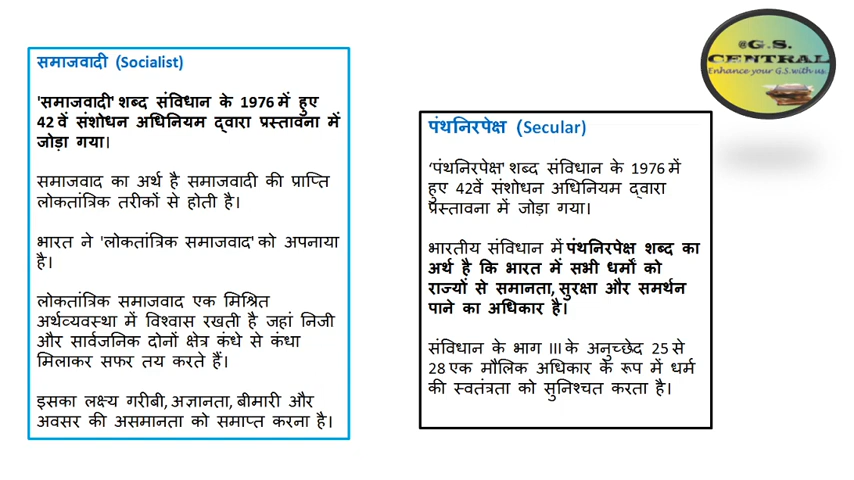 समाजवादी (Socialist)
'समाजवादी' शब्द संविधान के 1976 में हुए
42 वें संशोधन अधिनियम द्वारा प्रस्तावना में
जोड़ा गया।
समाजवाद का अर्थ है समाजवादी की प्राप्ति
लोकतांत्रिक तरीकों से होती है।
भारत ने 'लोकतांत्रिक समाजवाद' को अपनाया
है।
लोकतांत्रिक समाजवाद एक मिश्रित
अर्थव्यवस्था में विश्वास रखती है जहां निजी
और सार्वजनिक दोनों क्षेत्र कंधे से कंधा
मिलाकर सफर तय करते हैं।
इसका लक्ष्य गरीबी, अज्ञानता, बीमारी और
अवसर की असमानता को समाप्त करना है।
पंथनिरपेक्ष (Secular)
'पंथनिरपेक्ष' शब्द संविधान के 1976 में
हुए 42वें संशोधन अधिनियम द्वारा
प्रस्तावना में जोड़ा गया।
भारतीय संविधान में पंथनिरपेक्ष शब्द का
अर्थ है कि भारत में सभी धर्मों को
राज्यों से समानता, सुरक्षा और समर्थन
पाने का अधिकार है।
संविधान के भाग III के अनुच्छेद 25 से
28 एक मौलिक अधिकार के रूप में धर्म
की स्वतंत्रता को सुनिश्चत करता है।
@G.S.
CENTRAL
Enhance your G.S. with us.